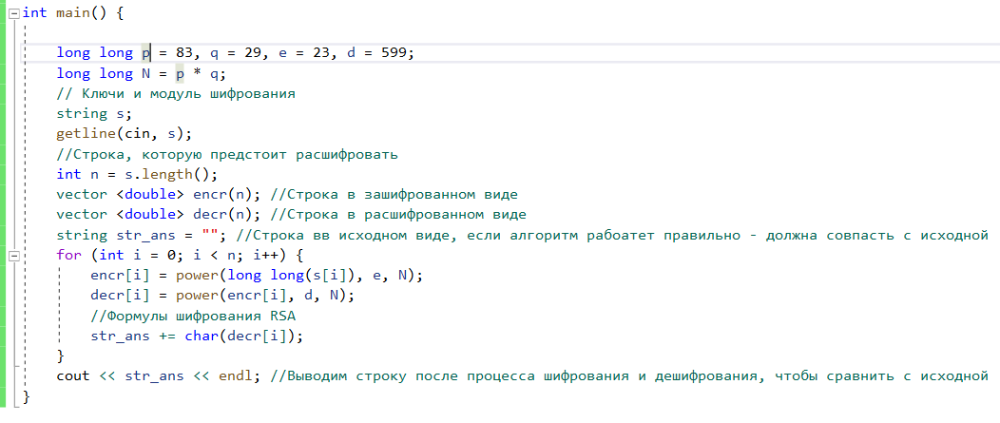 int main() {
long long p = 83, q = 29, e = 23, d = 599;
long long N = p * q;
// Ключи и модуль шифрования
string s;
getline(cin, s);
//Строка, которую предстоит расшифровать
int n = s.length();
vector <double> encr(n); //Строка в зашифрованном виде
vector <double> decr(n); //Строка в расшифрованном виде
string str_ans = ""; //Строка вв исходном виде, если алгоритм рабоатет правильно - должна совпасть с исходной
for (int i = 0; i < n; i++) {
encr[i] = power(long long(s[i]), e, N);
decr[i] = power(encr[i], d, N);
//Формулы шифрования RSA
str_ans += char(decr[i]);
}
cout << str_ans << endl; //Выводим строку после процесса шифрования и дешифрования, чтобы сравнить с исходной
}